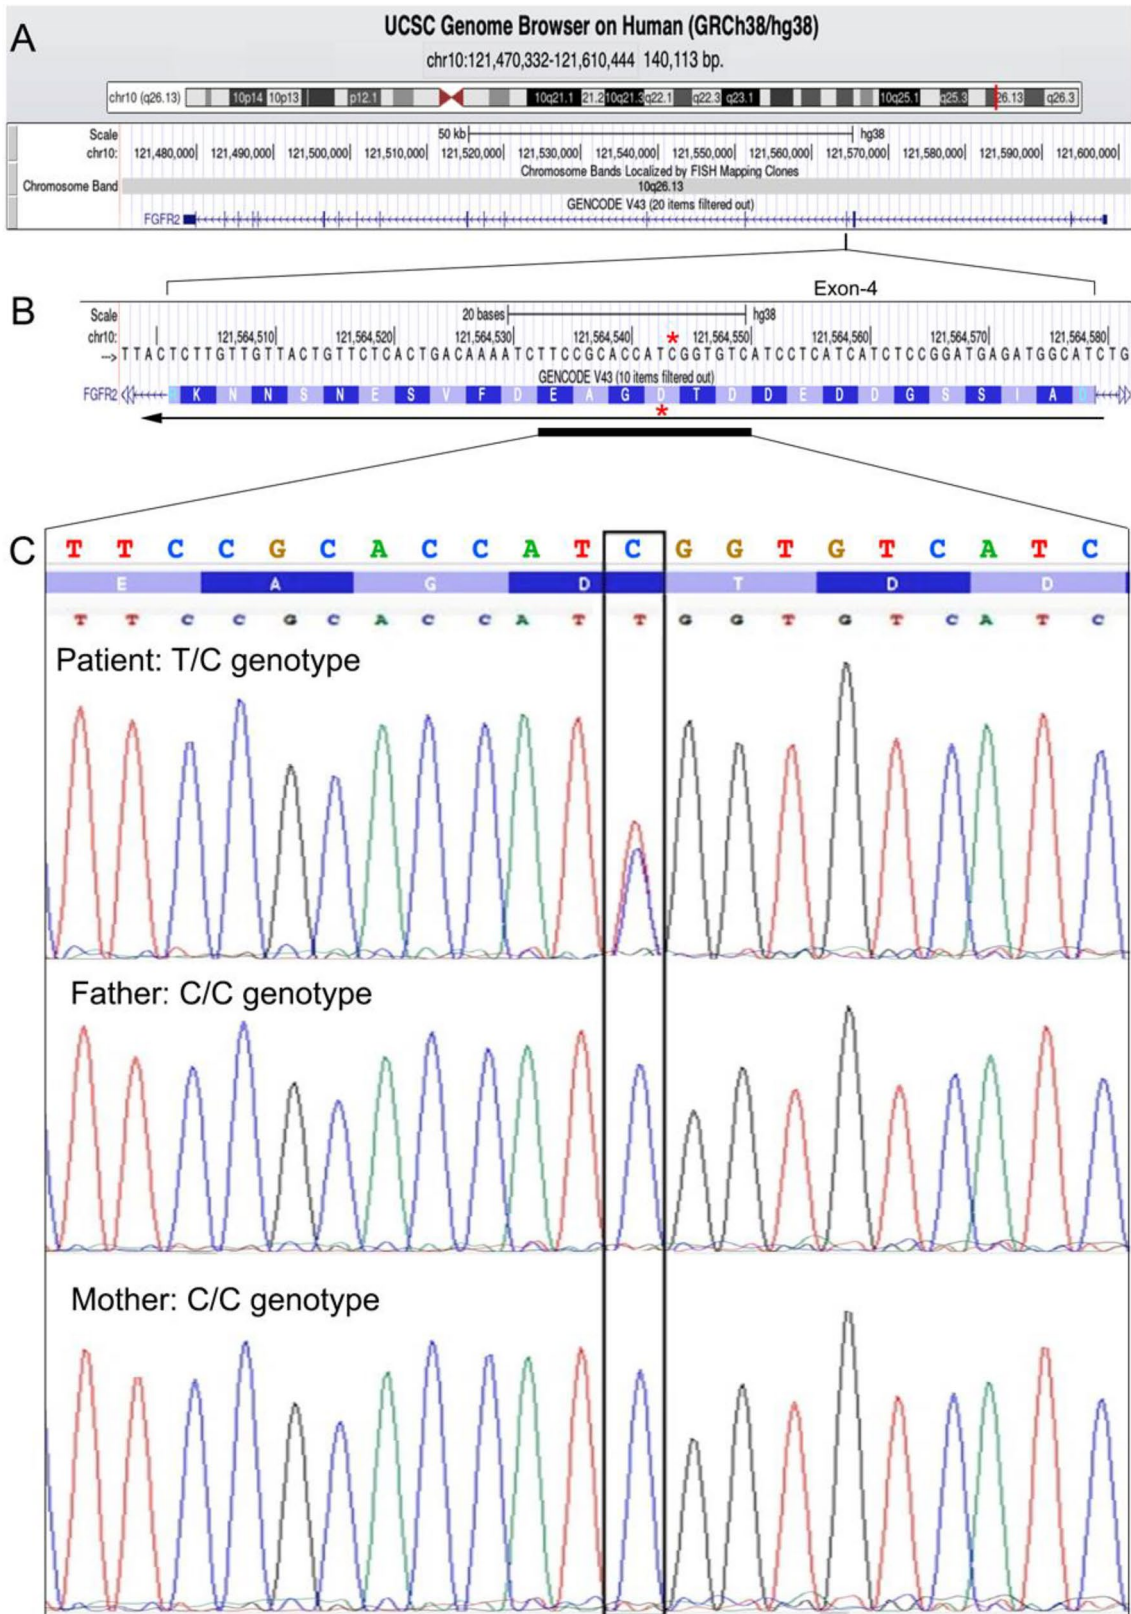 A
UCSC Genome Browser on Human (GRCh38/hg38)
chr10:121,470,332-121,610,444 140,113 bp.
chr10 (q26.13) 10p14 10p13 p12.1 10q21.1 21.2 10q21.3 q22.1 q22.3 q23.1 10q25.1 q25.3 26.13 q26.3
Scale 50 kb hg38
chr10: 121,480,000 121,490,000 121,500,000 121,510,000 121,520,000 121,530,000 121,540,000 121,550,000 121,560,000 121,570,000 121,580,000 121,590,000 121,600,000
Chromosome Bands Localized by FISH Mapping Clones
Chromosome Band 10q26.13
GENCODE V43 (20 items filtered out)
FGFR2
Exon-4
B
Scale 20 bases hg38
chr10: 121,564,510 121,564,520 121,564,530 121,564,540 * 121,564,550 121,564,560 121,564,570 121,564,580
---> T T A C T C T T G T T G T T A C T G T T C T C A C T G A C A A A A T C T T C C G C A C C A T C G G T G T C A T C C T C A T C A T C T C C G G A T G A G A T G G C A T C T G
GENCODE V43 (10 items filtered out)
FGFR2 K N N S N E S V F D E A G D T D D E D D G S S I A D
*
C
T T C C G C A C C A T C G G T G T C A T C
E A G D T D D
T T C C G C A C C A T T G G T G T C A T C
Patient: T/C genotype
Father: C/C genotype
Mother: C/C genotype